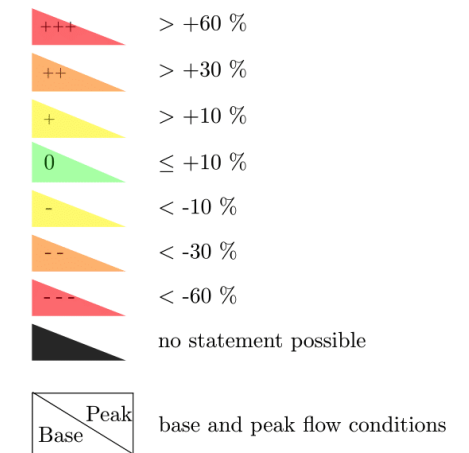 +++ > +60 %
++ > +30 %
+ > +10 %
0 ≤ +10 %
- < -10 %
-- < -30 %
--- < -60 %
no statement possible
Peak
Base
base and peak flow conditions